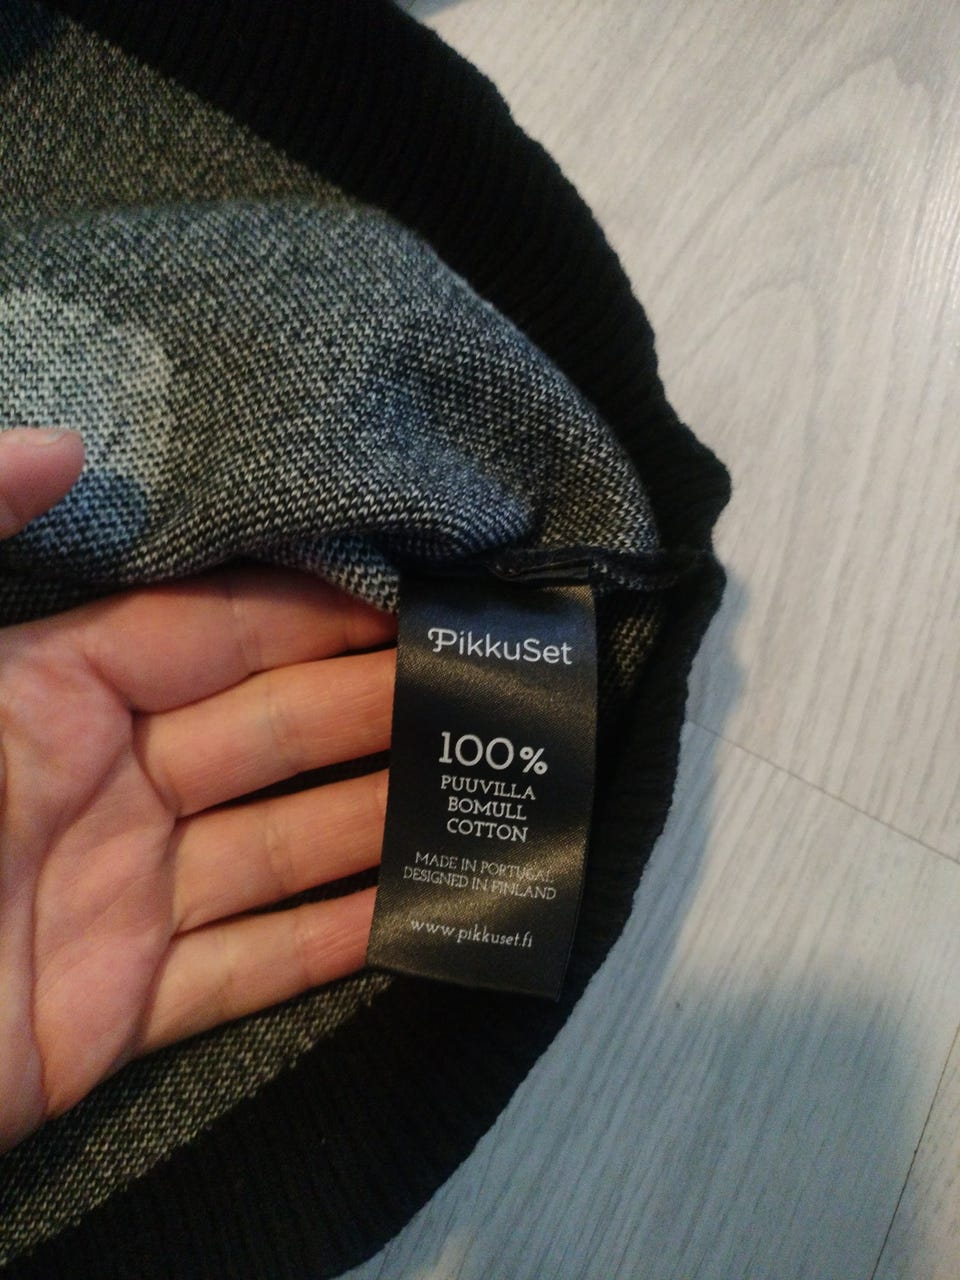 PikkuSet
100%
PUUVILLA
BOMULL
COTTON
MADE IN PORTUGAL
DESIGNED IN FINLAND
www.pikkuset.fi